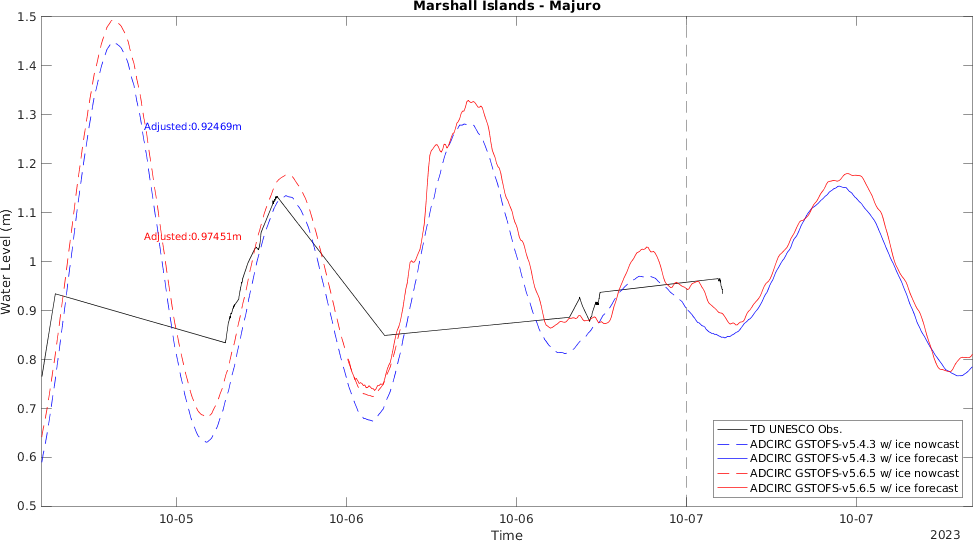 Marshall Islands - Majuro
Water Level (m)
1.5
1.4
1.3
1.2
1.1
1
0.9
0.8
0.7
0.6
0.5
Adjusted:0.92469m
Adjusted:0.97451m
TD UNESCO Obs.
ADCIRC GSTOFS-v5.4.3 w/ ice nowcast
ADCIRC GSTOFS-v5.4.3 w/ ice forecast
ADCIRC GSTOFS-v5.6.5 w/ ice nowcast
ADCIRC GSTOFS-v5.6.5 w/ ice forecast
10-05 10-06 10-06 10-07 10-07
Time
2023